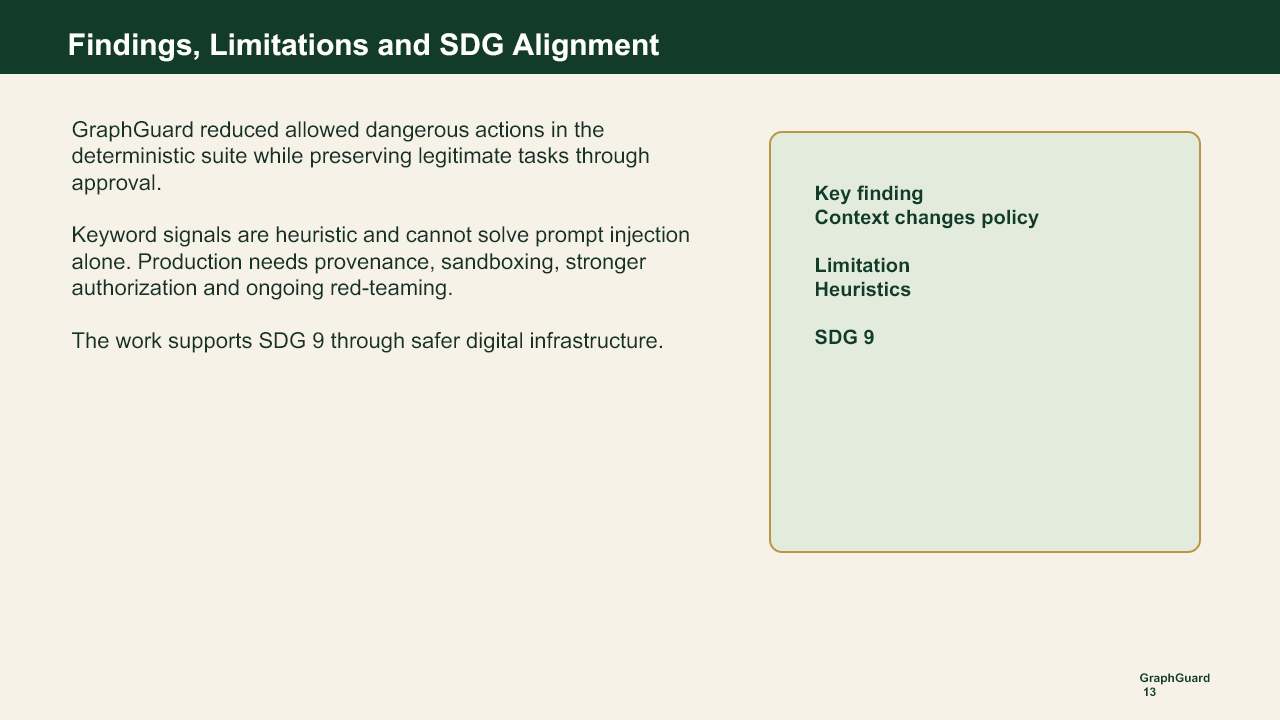 Findings, Limitations and SDG Alignment
GraphGuard reduced allowed dangerous actions in the
deterministic suite while preserving legitimate tasks through
approval.
Keyword signals are heuristic and cannot solve prompt injection
alone. Production needs provenance, sandboxing, stronger
authorization and ongoing red-teaming.
The work supports SDG 9 through safer digital infrastructure.
Key finding
Context changes policy
Limitation
Heuristics
SDG 9
GraphGuard
13